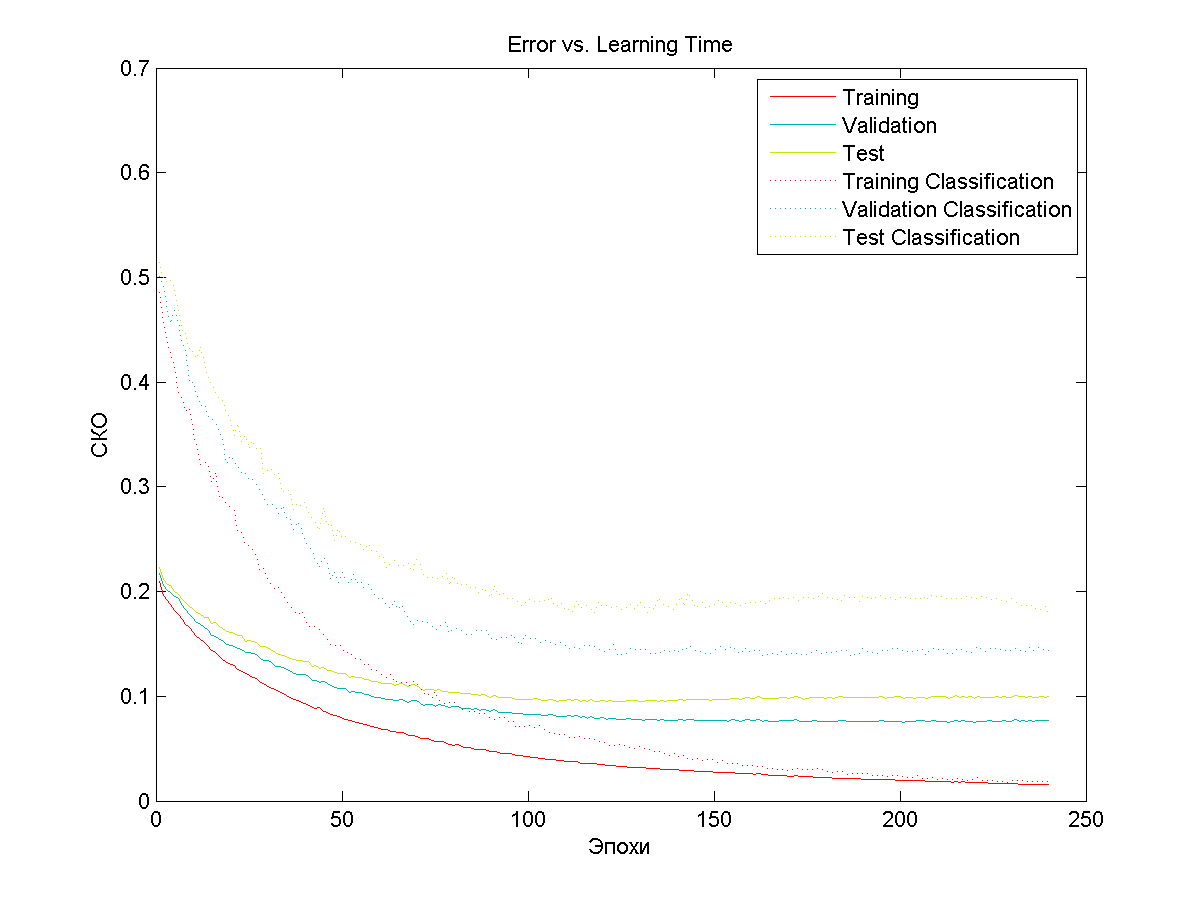 Error vs. Learning Time
0.7
0.6
0.5
0.4
0.3
0.2
0.1
0
СКО
Training
Validation
Test
Training Classification
Validation Classification
Test Classification
0 50 100 150 200 250
Эпохи